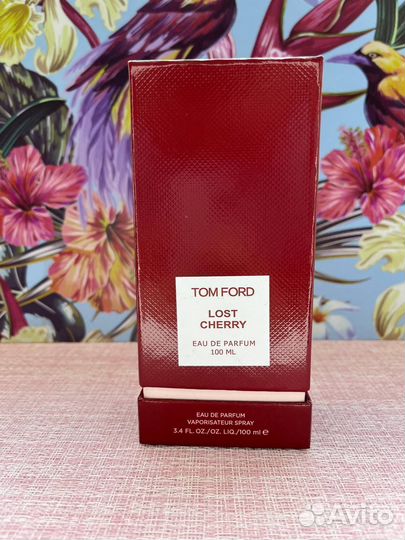 TOM FORD
LOST
CHERRY
EAU DE PARFUM
100 ML
EAU DE PARFUM
VAPORISATEUR SPRAY
3.4 FL. OZ./OZ. LIQ./100 ml ℮
Avito